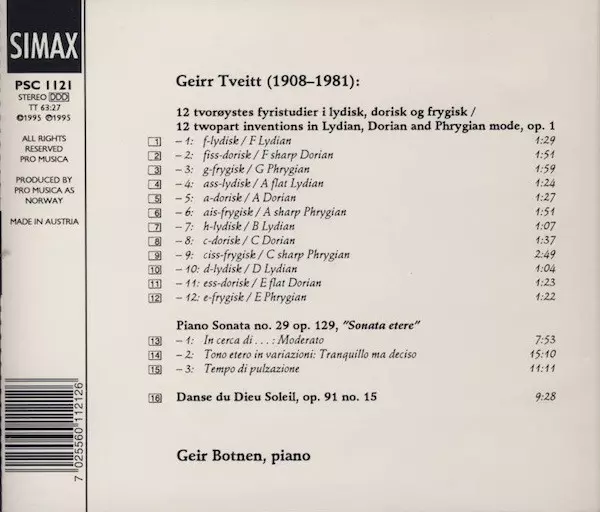 SIMAX
PSC 1121
STEREO DDD
TT 63:27
℗1995 ©1995
ALL RIGHTS
RESERVED
PRO MUSICA
PRODUCED BY
PRO MUSICA AS
NORWAY
MADE IN AUSTRIA
7 025560 112126
Geirr Tveitt (1908–1981):
12 tvorøystes fyristudier i lydisk, dorisk og frygisk /
12 twopart inventions in Lydian, Dorian and Phrygian mode, op. 1
1 – 1: f-lydisk / F Lydian 1:29
2 – 2: fiss-dorisk / F sharp Dorian 1:51
3 – 3: g-frygisk / G Phrygian 1:59
4 – 4: ass-lydisk / A flat Lydian 1:24
5 – 5: a-dorisk / A Dorian 1:27
6 – 6: ais-frygisk / A sharp Phrygian 1:51
7 – 7: h-lydisk / B Lydian 1:07
8 – 8: c-dorisk / C Dorian 1:37
9 – 9: ciss-frygisk / C sharp Phrygian 2:49
10 – 10: d-lydisk / D Lydian 1:04
11 – 11: ess-dorisk / E flat Dorian 1:23
12 – 12: e-frygisk / E Phrygian 1:22
Piano Sonata no. 29 op. 129, "Sonata etere"
13 – 1: In cerca di . . . : Moderato 7:53
14 – 2: Tono etero in variazioni: Tranquillo ma deciso 15:10
15 – 3: Tempo di pulzazione 11:11
16 Danse du Dieu Soleil, op. 91 no. 15 9:28
Geir Botnen, piano